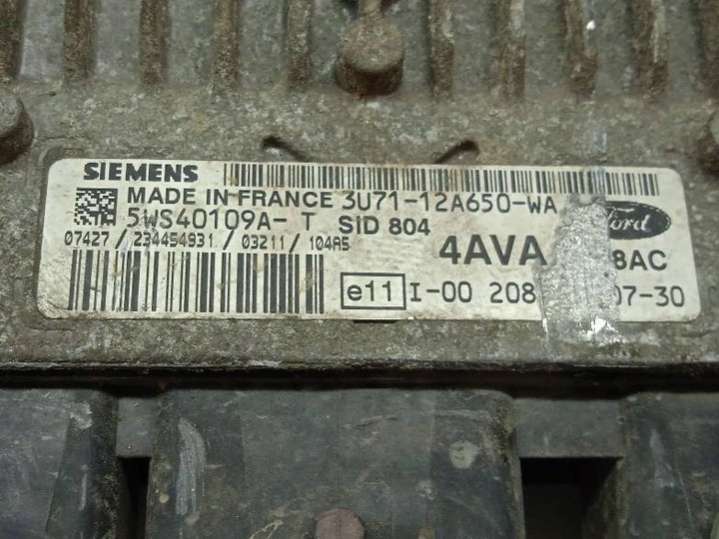 SIEMENS
MADE IN FRANCE 3U71-12A650-WA
5WS40109A- T SID 804
Ford
07427 / 234454931 / 03211 / 104A5
4AVA 8AC
e11 I-00 208 07-30